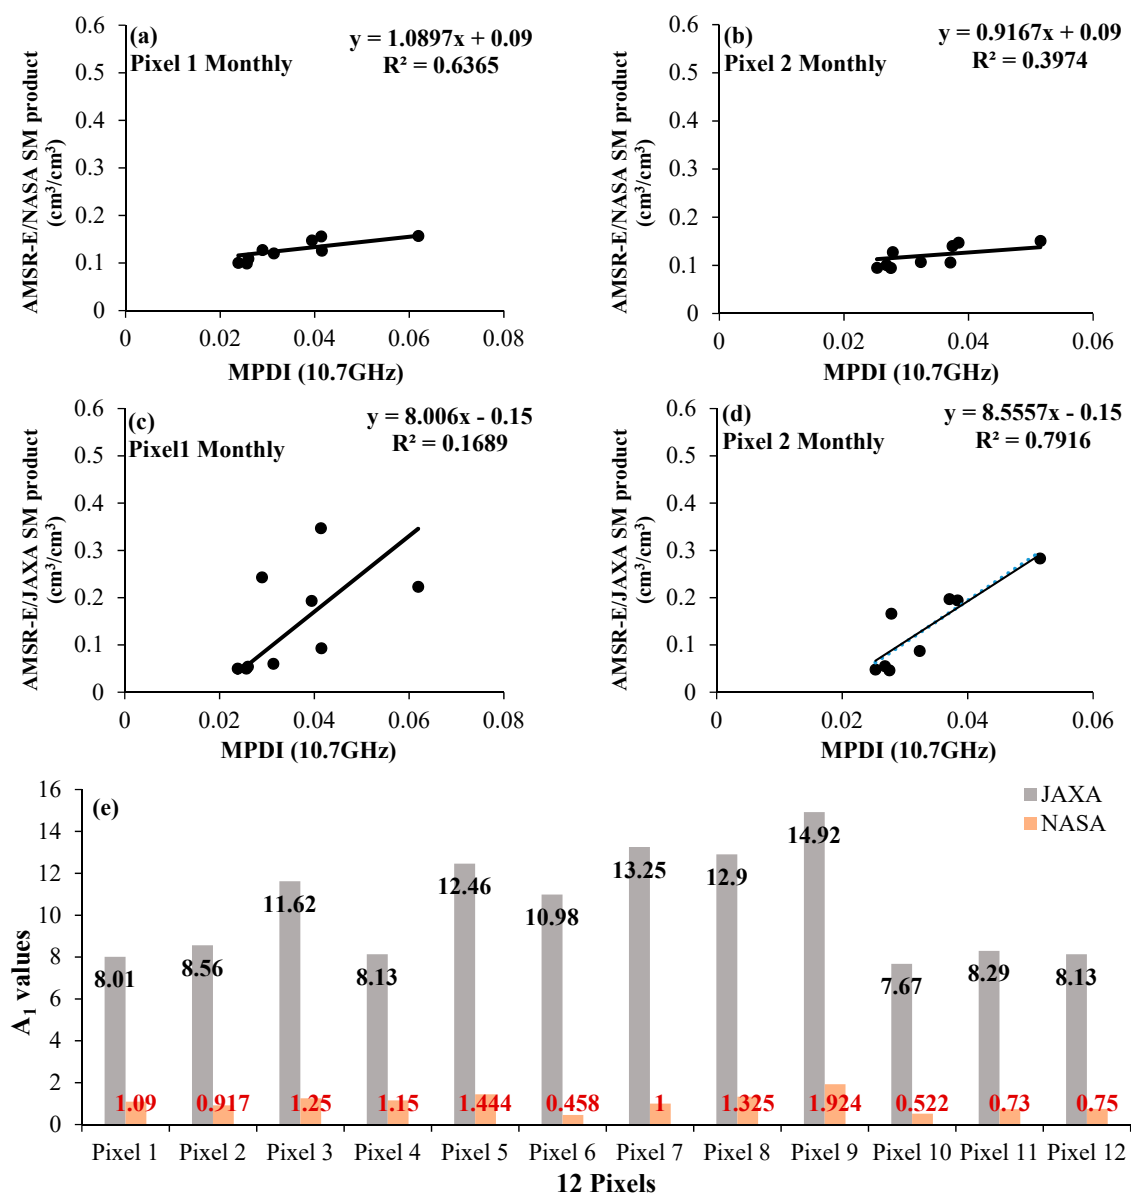 (a)
Pixel 1 Monthly
y = 1.0897x + 0.09
R² = 0.6365
AMSR-E/NASA SM product
(cm³/cm³)
0.6
0.5
0.4
0.3
0.2
0.1
0
0
0.02
0.04
0.06
0.08
MPDI (10.7GHz)
(b)
Pixel 2 Monthly
y = 0.9167x + 0.09
R² = 0.3974
AMSR-E/NASA SM product
(cm³/cm³)
0.6
0.5
0.4
0.3
0.2
0.1
0
0
0.02
0.04
0.06
MPDI (10.7GHz)
(c)
Pixel1 Monthly
y = 8.006x - 0.15
R² = 0.1689
AMSR-E/JAXA SM product
(cm³/cm³)
0.6
0.5
0.4
0.3
0.2
0.1
0
0
0.02
0.04
0.06
0.08
MPDI (10.7GHz)
(d)
Pixel 2 Monthly
y = 8.5557x - 0.15
R² = 0.7916
AMSR-E/JAXA SM product
(cm³/cm³)
0.6
0.5
0.4
0.3
0.2
0.1
0
0
0.02
0.04
0.06
MPDI (10.7GHz)
(e)
JAXA
NASA
A₁ values
16
14
12
10
8
6
4
2
0
8.01
8.56
11.62
8.13
12.46
10.98
13.25
12.9
14.92
7.67
8.29
8.13
1.09
0.917
1.25
1.15
1.444
0.458
1
1.325
1.924
0.522
0.73
0.75
Pixel 1
Pixel 2
Pixel 3
Pixel 4
Pixel 5
Pixel 6
Pixel 7
Pixel 8
Pixel 9
Pixel 10
Pixel 11
Pixel 12
12 Pixels